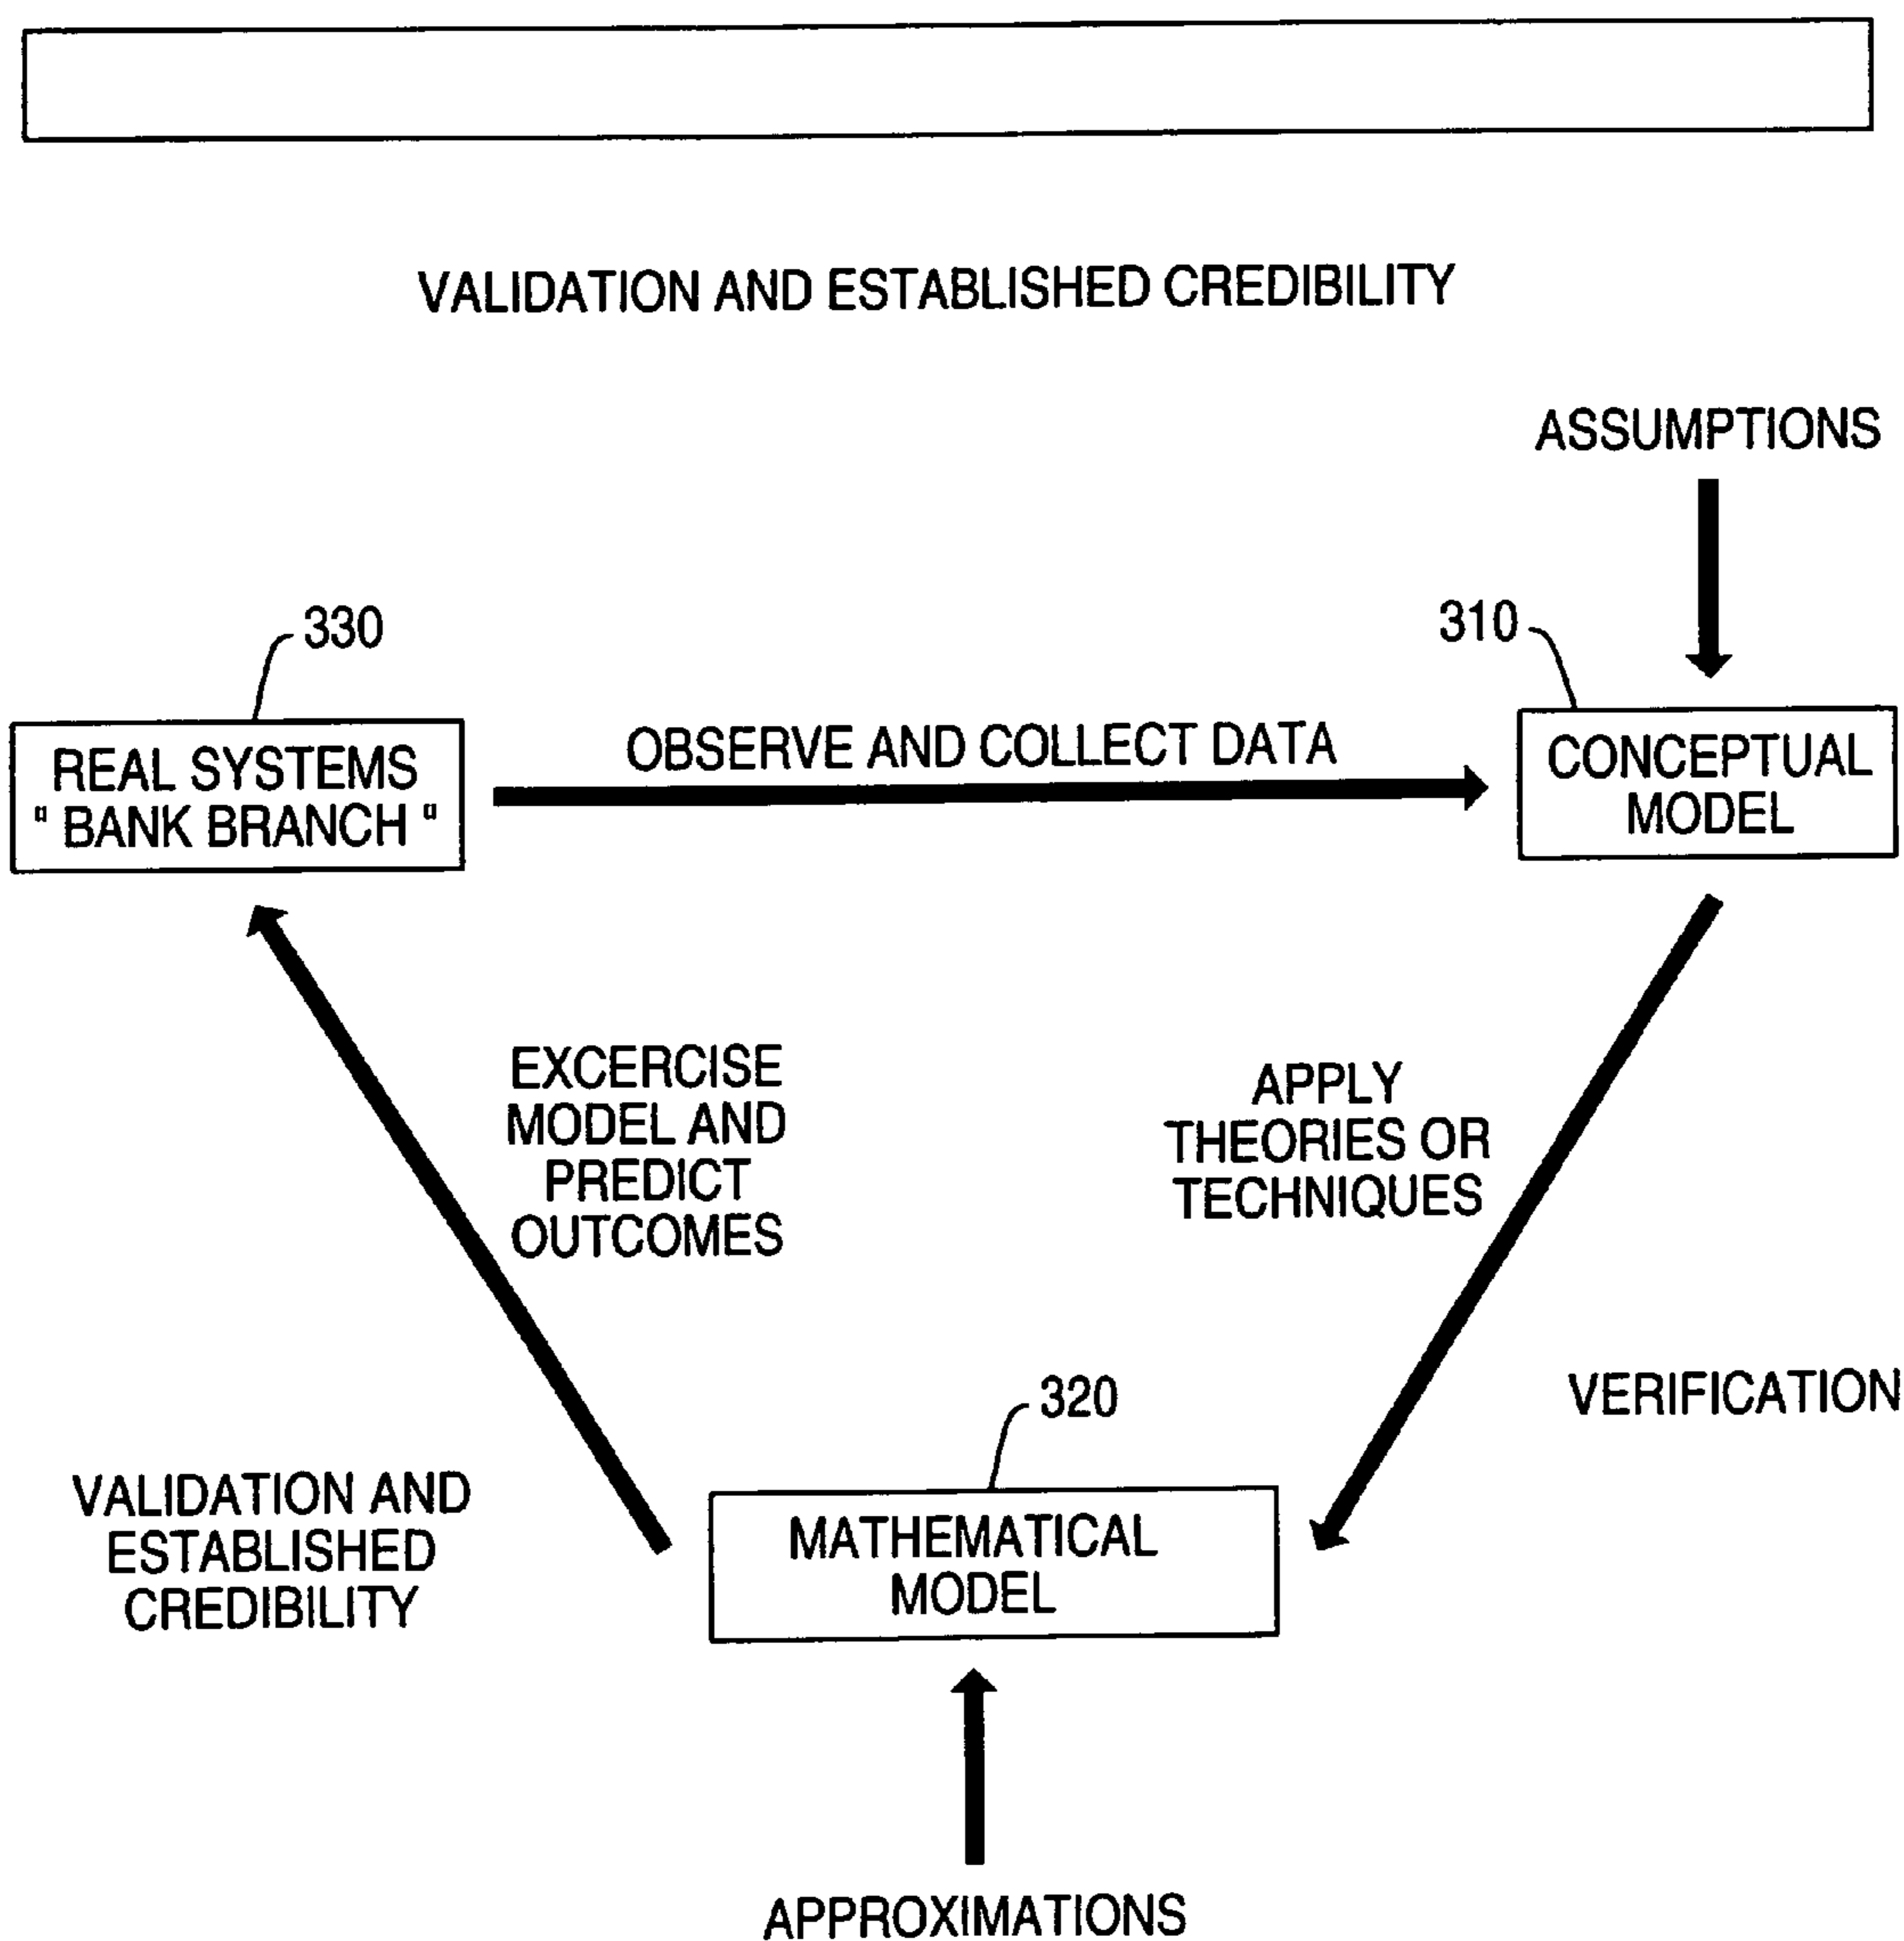 VALIDATION AND ESTABLISHED CREDIBILITY
ASSUMPTIONS
330
310
REAL SYSTEMS
" BANK BRANCH "
OBSERVE AND COLLECT DATA
CONCEPTUAL
MODEL
EXCERCISE
MODEL AND
PREDICT
OUTCOMES
APPLY
THEORIES OR
TECHNIQUES
VERIFICATION
320
VALIDATION AND
ESTABLISHED
CREDIBILITY
MATHEMATICAL
MODEL
APPROXIMATIONS